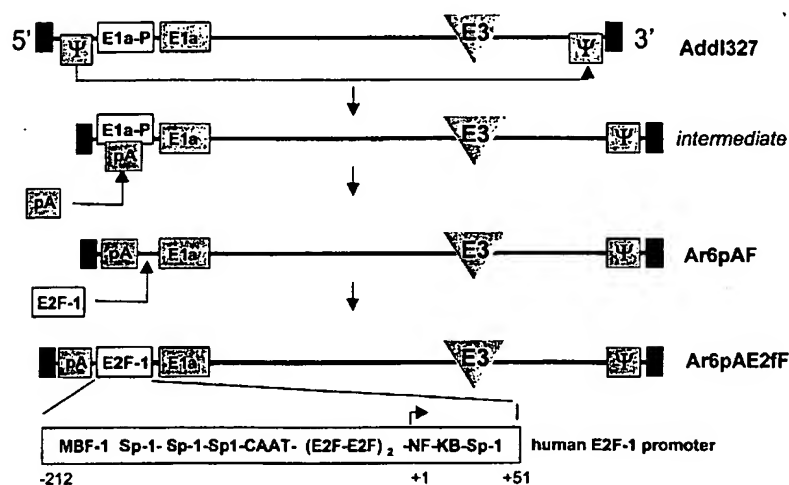 5' Ψ E1a-P E1a E3 Ψ 3' Addl327
E1a-P pA E1a E3 Ψ intermediate
pA
pA E1a E3 Ψ Ar6pAF
E2F-1
pA E2F-1 E1a E3 Ψ Ar6pAE2fF
MBF-1 Sp-1- Sp-1-Sp1-CAAT- (E2F-E2F) 2 -NF-KB-Sp-1 human E2F-1 promoter
-212 +1 +51